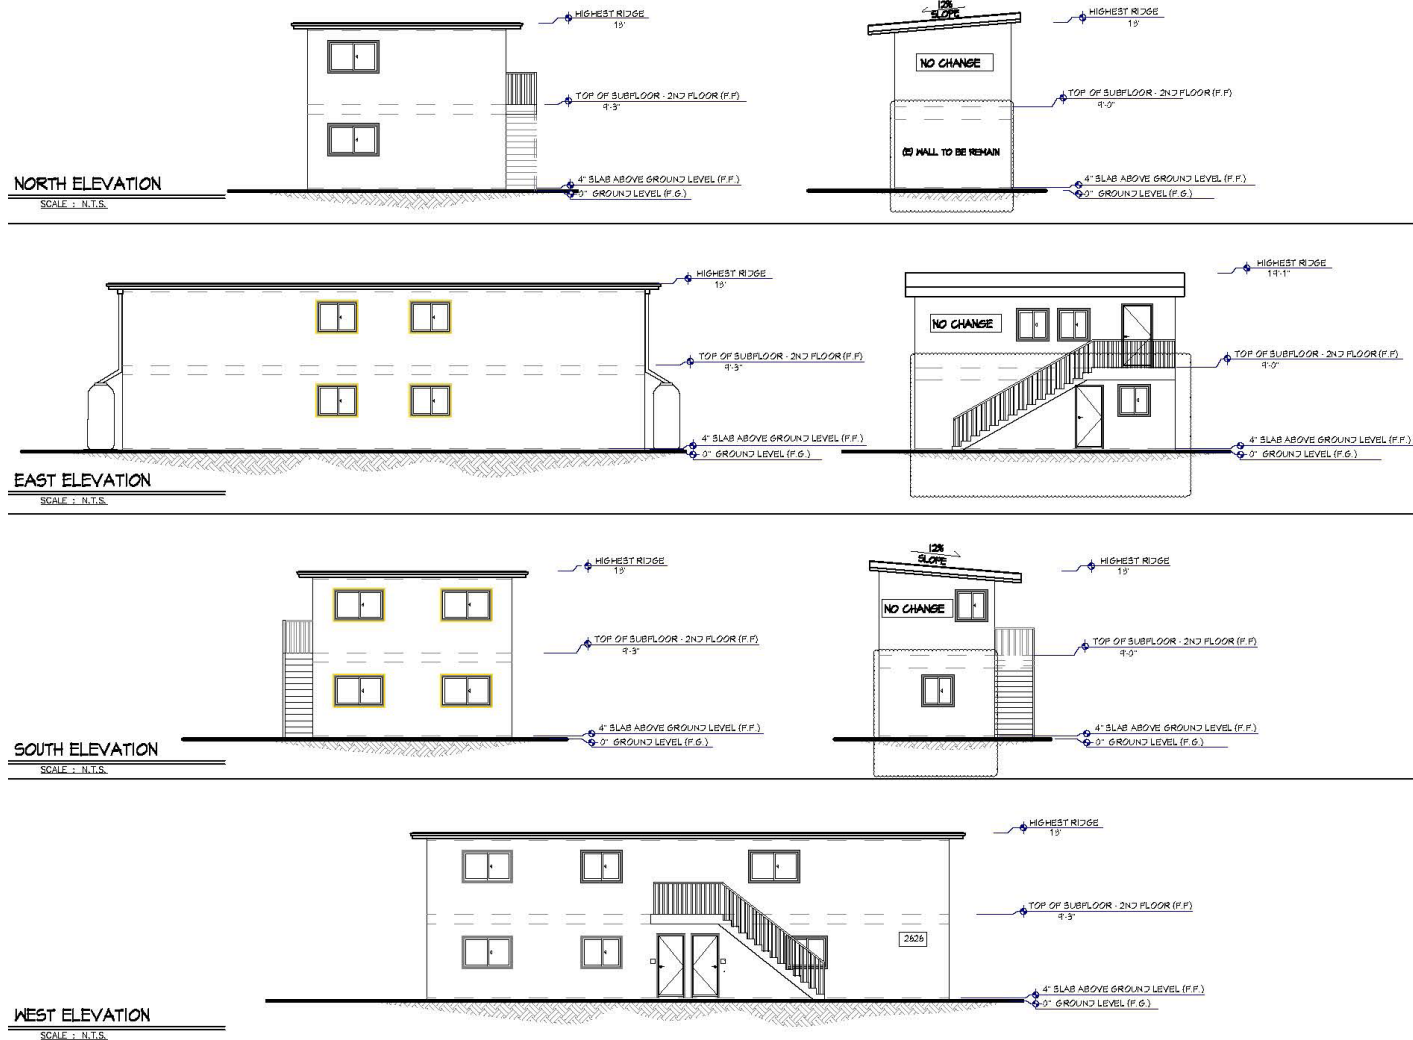 HIGHEST RIDGE
18'
12%
SLOPE
HIGHEST RIDGE
18'
NO CHANGE
TOP OF SUBFLOOR - 2ND FLOOR (F.F)
9'-3"
TOP OF SUBFLOOR - 2ND FLOOR (F.F)
9'-0"
(E) WALL TO BE REMAIN
NORTH ELEVATION
SCALE : N.T.S.
4" SLAB ABOVE GROUND LEVEL (F.F.)
0" GROUND LEVEL (F.G.)
4" SLAB ABOVE GROUND LEVEL (F.F.)
0" GROUND LEVEL (F.G.)
HIGHEST RIDGE
18'
HIGHEST RIDGE
19'-1"
NO CHANGE
TOP OF SUBFLOOR - 2ND FLOOR (F.F)
9'-3"
TOP OF SUBFLOOR - 2ND FLOOR (F.F)
9'-0"
4" SLAB ABOVE GROUND LEVEL (F.F.)
0" GROUND LEVEL (F.G.)
4" SLAB ABOVE GROUND LEVEL (F.F.)
0" GROUND LEVEL (F.G.)
EAST ELEVATION
SCALE : N.T.S.
HIGHEST RIDGE
18'
12%
SLOPE
HIGHEST RIDGE
18'
NO CHANGE
TOP OF SUBFLOOR - 2ND FLOOR (F.F)
9'-3"
TOP OF SUBFLOOR - 2ND FLOOR (F.F)
9'-0"
4" SLAB ABOVE GROUND LEVEL (F.F.)
0" GROUND LEVEL (F.G.)
4" SLAB ABOVE GROUND LEVEL (F.F.)
0" GROUND LEVEL (F.G.)
SOUTH ELEVATION
SCALE : N.T.S.
HIGHEST RIDGE
18'
TOP OF SUBFLOOR - 2ND FLOOR (F.F)
9'-3"
2626
4" SLAB ABOVE GROUND LEVEL (F.F.)
0" GROUND LEVEL (F.G.)
WEST ELEVATION
SCALE : N.T.S.